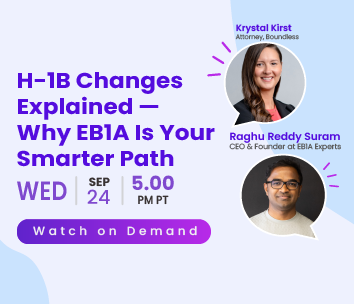 Krystal Kirst
Attorney, Boundless
H-1B Changes
Explained —
Why EB1A Is Your
Smarter Path
Raghu Reddy Suram
CEO & Founder at EB1A Experts
WED
SEP
24
5.00
PM PT
Watch on Demand